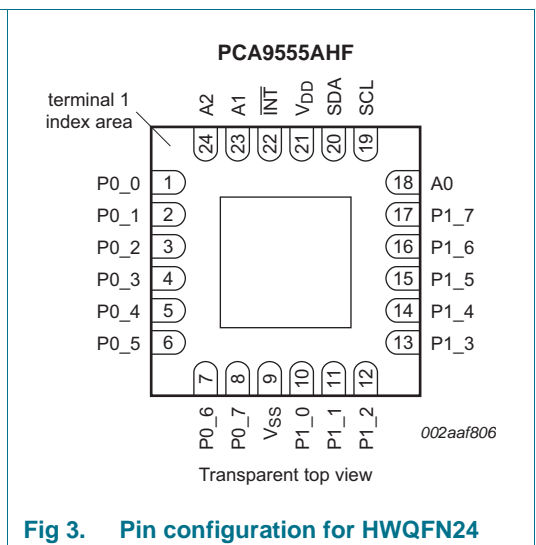 PCA9555AHF
terminal 1
index area
A2
A1
INT
VDD
SDA
SCL
24
23
22
21
20
19
P0_0 1
18 A0
P0_1 2
17 P1_7
P0_2 3
16 P1_6
P0_3 4
15 P1_5
P0_4 5
14 P1_4
P0_5 6
13 P1_3
7
8
9
10
11
12
P0_6
P0_7
VSS
P1_0
P1_1
P1_2
002aaf806
Transparent top view
Fig 3. Pin configuration for HWQFN24